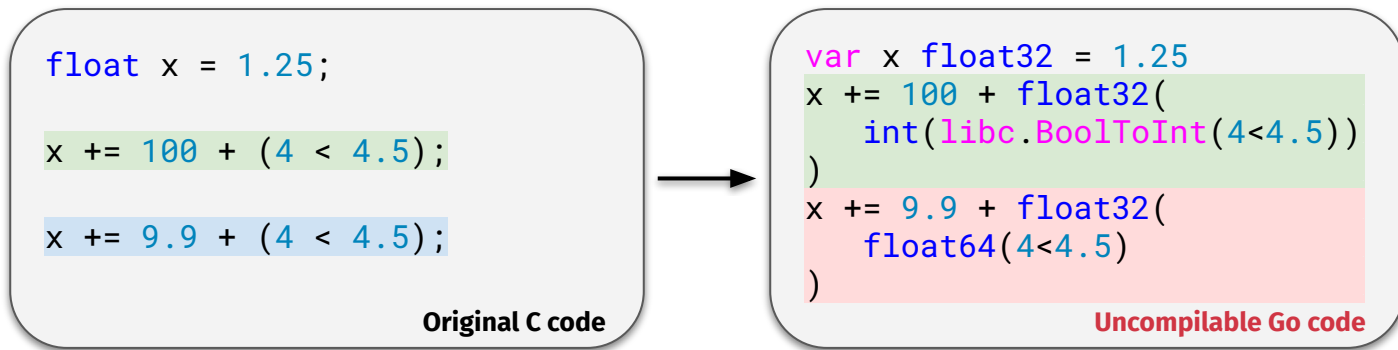 float x = 1.25;
x += 100 + (4 < 4.5);
x += 9.9 + (4 < 4.5);
Original C code
var x float32 = 1.25
x += 100 + float32(
int(libc.BoolToInt(4<4.5))
)
x += 9.9 + float32(
float64(4<4.5)
)
Uncompilable Go code